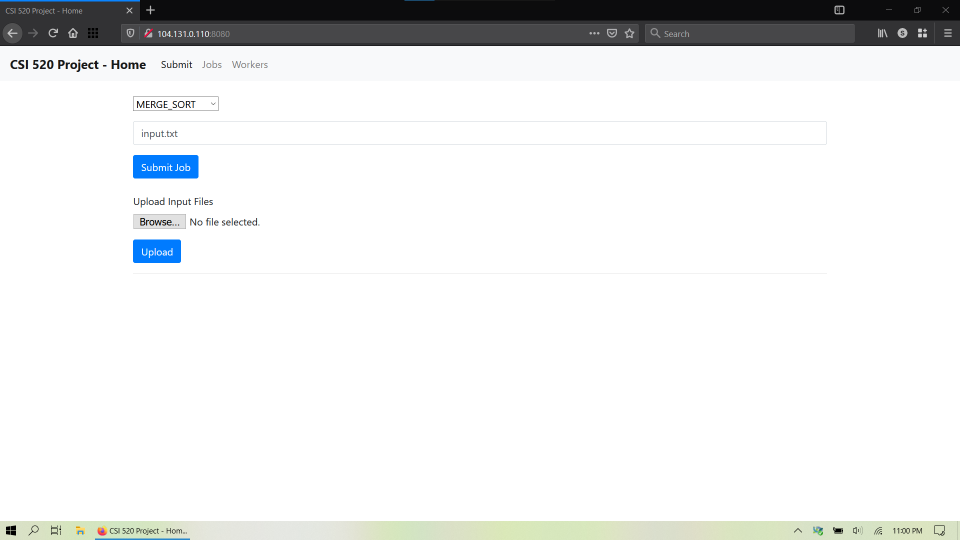 CSI 520 Project - Home
104.131.0.110:8080
Search
CSI 520 Project - Home Submit Jobs Workers
MERGE_SORT
input.txt
Submit Job
Upload Input Files
Browse... No file selected.
Upload
CSI 520 Project - Hom...
11:00 PM